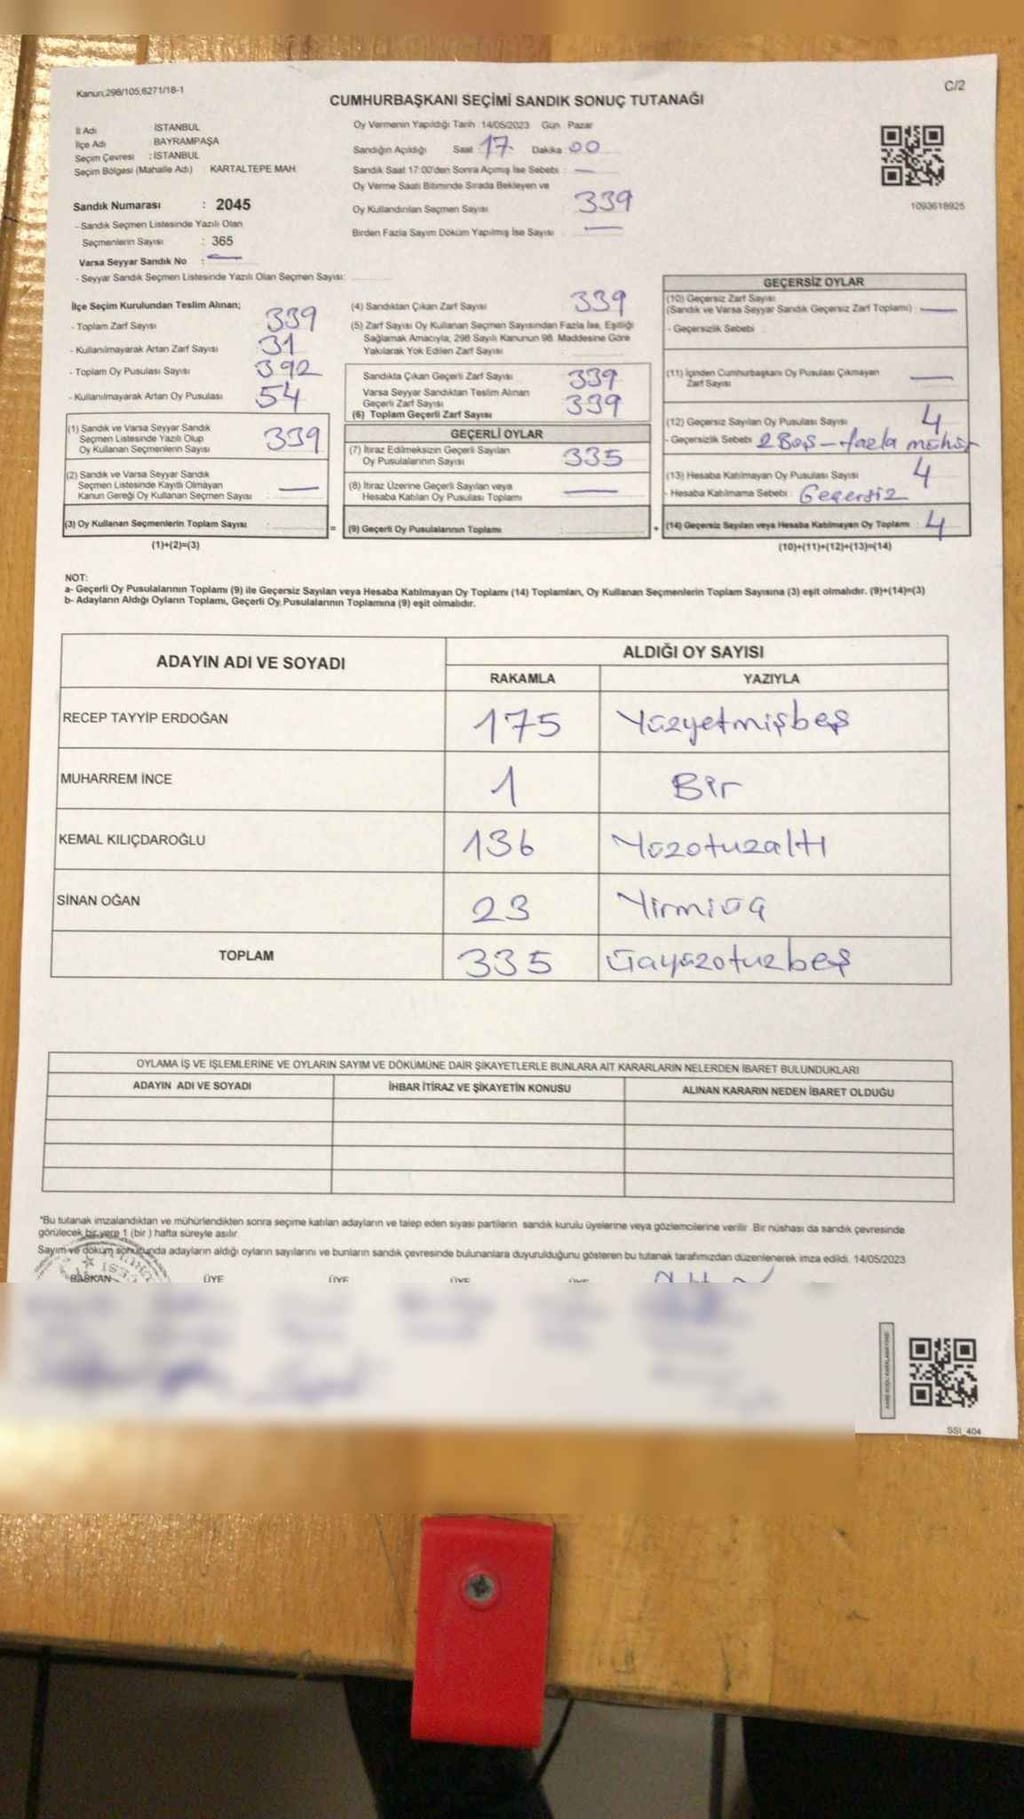 Kanun;298/105,6271/18-1
C/2
CUMHURBAŞKANI SEÇİMİ SANDIK SONUÇ TUTANAĞI
İl Adı İSTANBUL
İlçe Adı BAYRAMPAŞA
Seçim Çevresi : İSTANBUL
Seçim Bölgesi (Mahalle Adı) : KARTALTEPE MAH
Sandık Numarası : 2045
- Sandık Seçmen Listesinde Yazılı Olan
Seçmenlerin Sayısı : 365
Varsa Seyyar Sandık No : —
- Seyyar Sandık Seçmen Listesinde Yazılı Olan Seçmen Sayısı:
Oy Vermenin Yapıldığı Tarih 14/05/2023 Gün Pazar
Sandığın Açıldığı Saat 17 Dakika 00
Sandık Saat 17:00'den Sonra Açılmış İse Sebebi : —
Oy Verme Saati Bitiminde Sırada Bekleyen ve
Oy Kullandırılan Seçmen Sayısı 339
Birden Fazla Sayım Döküm Yapılmış İse Sayısı —
1093618925
İlçe Seçim Kurulundan Teslim Alınan;
- Toplam Zarf Sayısı 339
- Kullanılmayarak Artan Zarf Sayısı 31
- Toplam Oy Pusulası Sayısı 392
- Kullanılmayarak Artan Oy Pusulası 54
(1) Sandık ve Varsa Seyyar Sandık
Seçmen Listesinde Yazılı Olup
Oy Kullanan Seçmenlerin Sayısı 339
(2) Sandık ve Varsa Seyyar Sandık
Seçmen Listesinde Kayıtlı Olmayan
Kanun Gereği Oy Kullanan Seçmen Sayısı —
(3) Oy Kullanan Seçmenlerin Toplam Sayısı =
(1)+(2)=(3)
(4) Sandıktan Çıkan Zarf Sayısı 339
(5) Zarf Sayısı Oy Kullanan Seçmen Sayısından Fazla İse, Eşitliği
Sağlamak Amacıyla; 298 Sayılı Kanunun 98. Maddesine Göre
Yakılarak Yok Edilen Zarf Sayısı
Sandıkta Çıkan Geçerli Zarf Sayısı 339
Varsa Seyyar Sandıktan Teslim Alınan
Geçerli Zarf Sayısı 339
(6) Toplam Geçerli Zarf Sayısı
GEÇERLİ OYLAR
(7) İtiraz Edilmeksizin Geçerli Sayılan
Oy Pusulalarının Sayısı 335
(8) İtiraz Üzerine Geçerli Sayılan veya
Hesaba Katılan Oy Pusulası Toplamı —
(9) Geçerli Oy Pusulalarının Toplamı +
GEÇERSİZ OYLAR
(10) Geçersiz Zarf Sayısı
(Sandık ve Varsa Seyyar Sandık Geçersiz Zarf Toplamı) —
- Geçersizlik Sebebi
(11) İçinden Cumhurbaşkanı Oy Pusulası Çıkmayan
Zarf Sayısı —
(12) Geçersiz Sayılan Oy Pusulası Sayısı 4
- Geçersizlik Sebebi 2 Boş - fazla mühür
(13) Hesaba Katılmayan Oy Pusulası Sayısı 4
- Hesaba Katılmama Sebebi Geçersiz
(14) Geçersiz Sayılan veya Hesaba Katılmayan Oy Toplamı 4
(10)+(11)+(12)+(13)=(14)
NOT:
a- Geçerli Oy Pusulalarının Toplamı (9) ile Geçersiz Sayılan veya Hesaba Katılmayan Oy Toplamı (14) Toplamları, Oy Kullanan Seçmenlerin Toplam Sayısına (3) eşit olmalıdır. (9)+(14)=(3)
b- Adayların Aldığı Oyların Toplamı, Geçerli Oy Pusulalarının Toplamına (9) eşit olmalıdır.
ADAYIN ADI VE SOYADI ALDIĞI OY SAYISI
RAKAMLA YAZIYLA
RECEP TAYYİP ERDOĞAN 175 Yüzyetmişbeş
MUHARREM İNCE 1 Bir
KEMAL KILIÇDAROĞLU 136 Yüzotuzaltı
SİNAN OĞAN 23 Yirmiüç
TOPLAM 335 Üçyüzotuzbeş
OYLAMA İŞ VE İŞLEMLERİNE VE OYLARIN SAYIM VE DÖKÜMÜNE DAİR ŞİKAYETLERLE BUNLARA AİT KARARLARIN NELERDEN İBARET BULUNDUKLARI
ADAYIN ADI VE SOYADI İHBAR İTİRAZ VE ŞİKAYETİN KONUSU ALINAN KARARIN NEDEN İBARET OLDUĞU
*Bu tutanak imzalandıktan ve mühürlendikten sonra seçime katılan adayların ve talep eden siyasi partilerin sandık kurulu üyelerine veya gözlemcilerine verilir. Bir nüshası da sandık çevresinde
görülecek bir yere 1 (bir) hafta süreyle asılır.
Sayım ve döküm sonucunda adayların aldığı oyların sayılarını ve bunların sandık çevresinde bulunanlara duyurulduğunu gösteren bu tutanak tarafımızdan düzenlenerek imza edildi. 14/05/2023
BAŞKAN ÜYE ÜYE ÜYE ÜYE
SSI_404